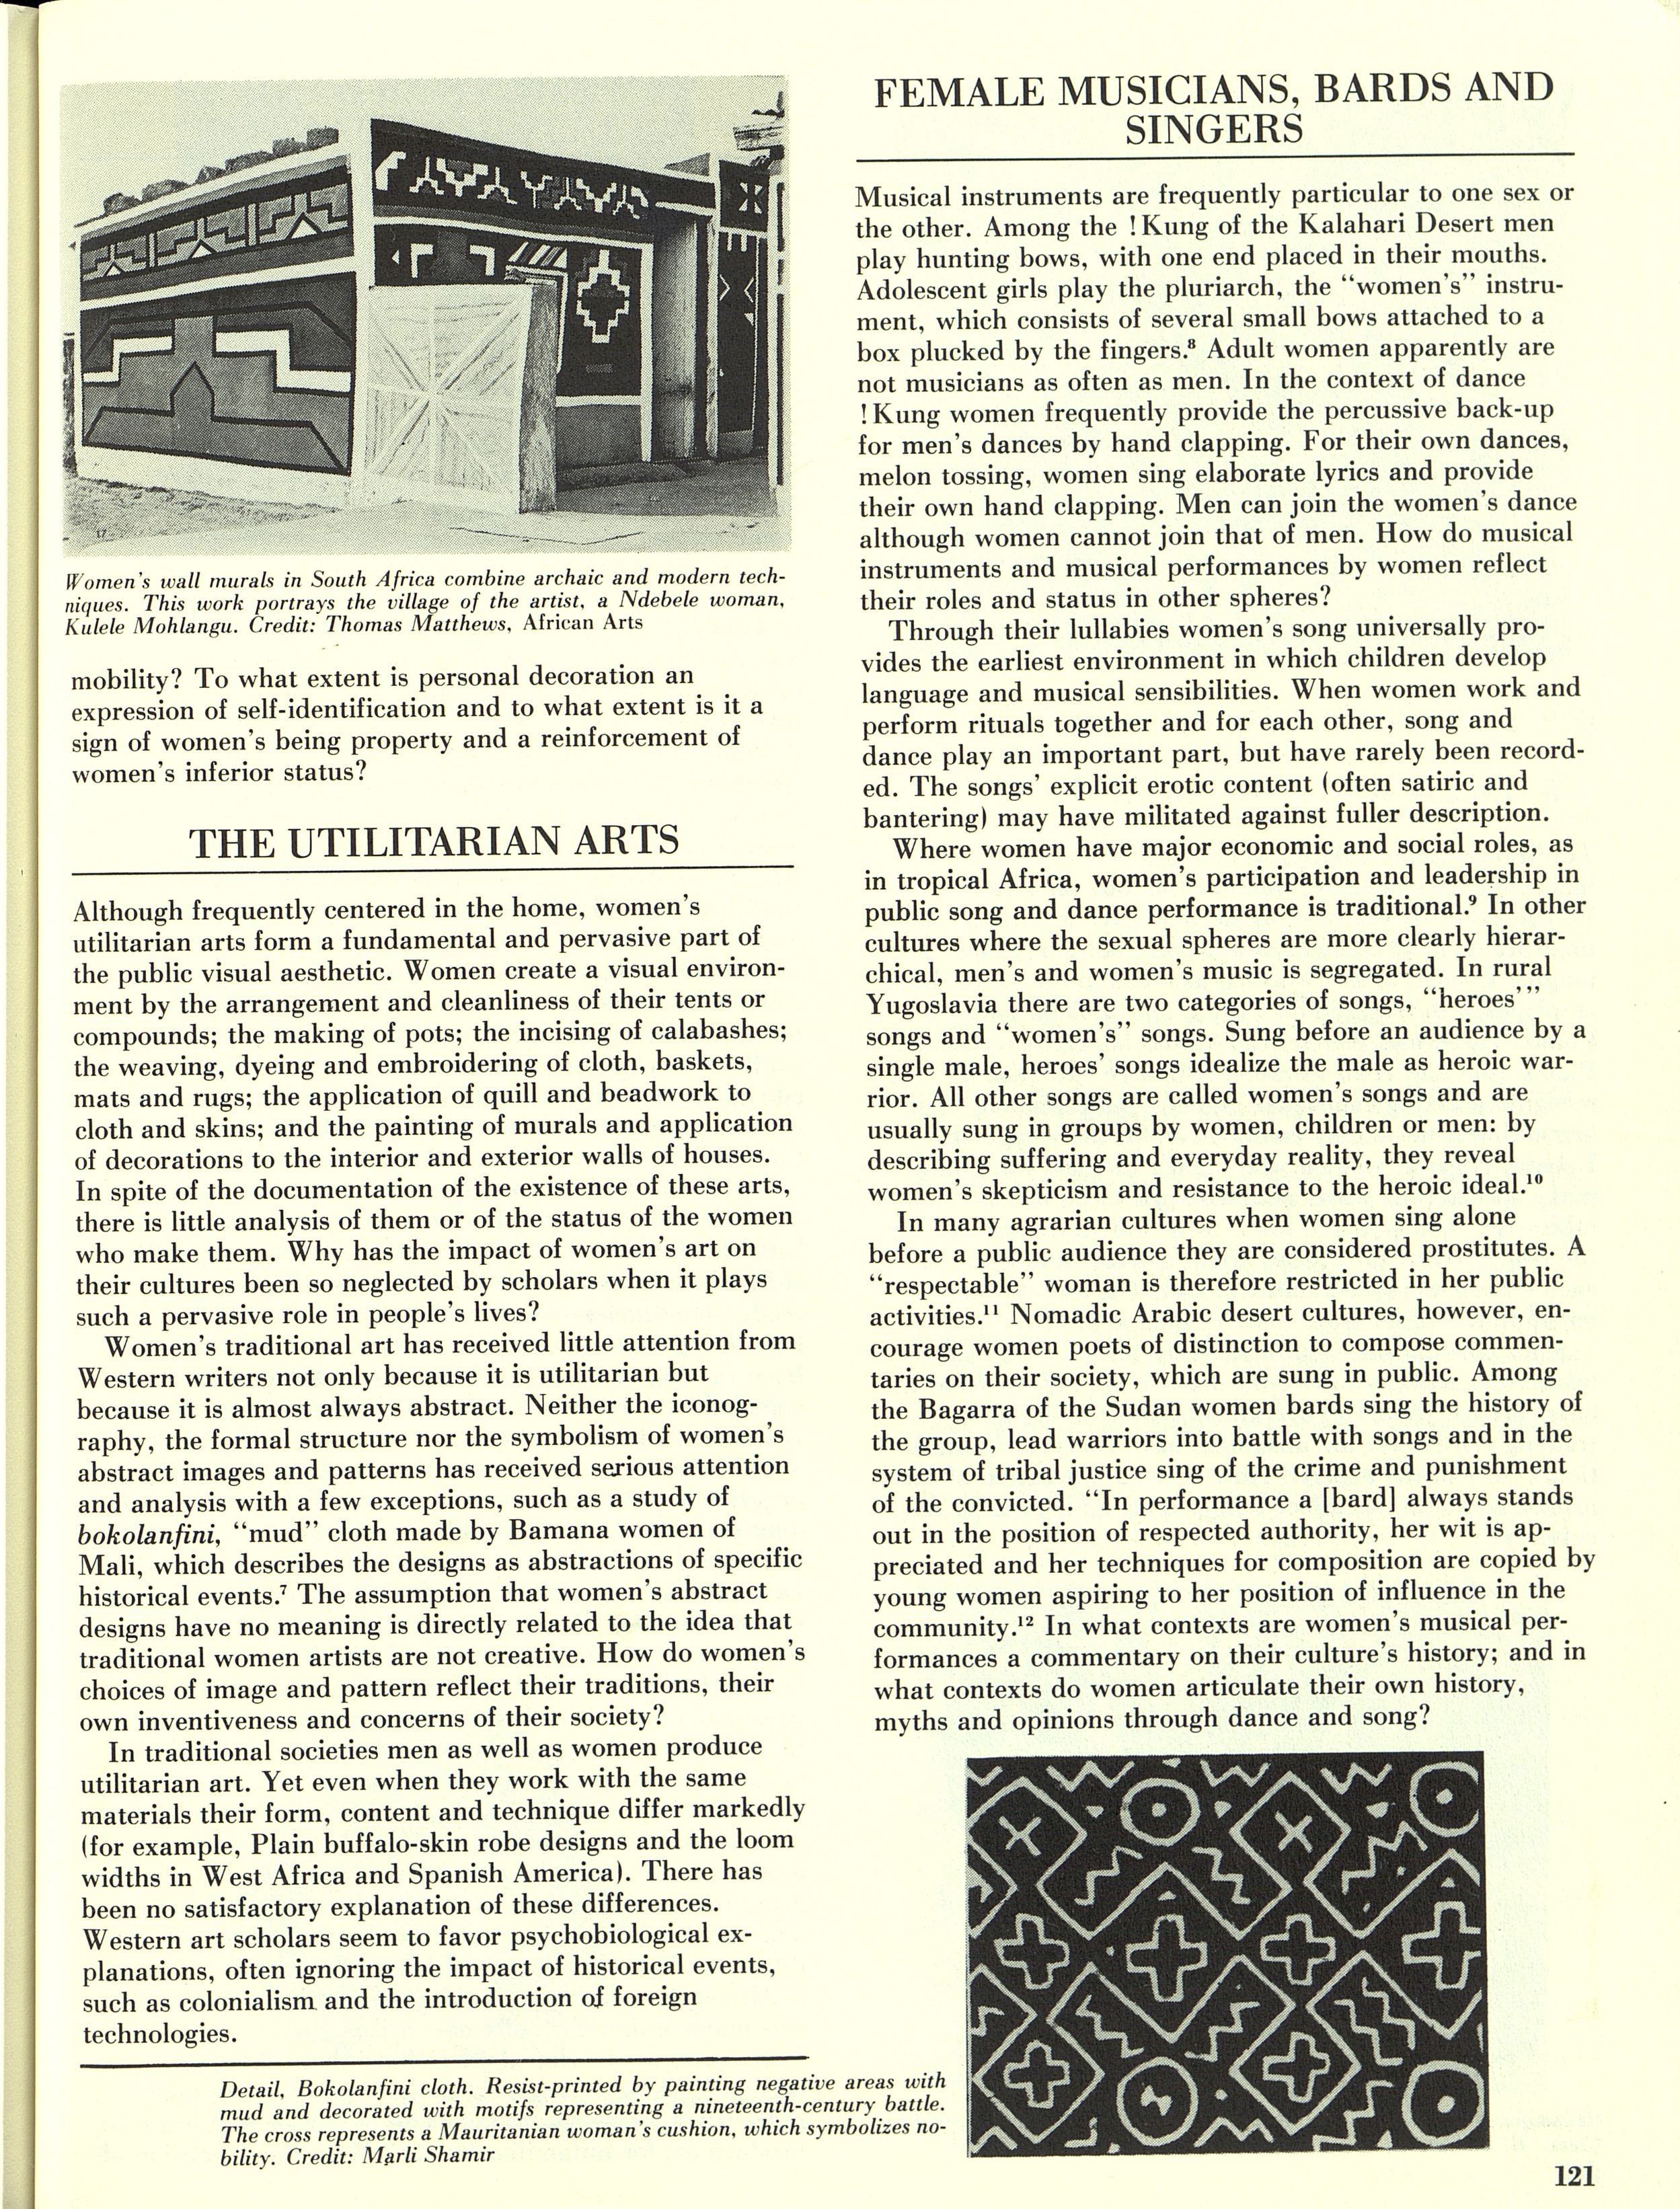 17
Women's wall murals in South Africa combine archaic and modern tech-
niques. This work portrays the village of the artist, a Ndebele woman,
Kulele Mohlangu. Credit: Thomas Matthews, African Arts
mobility? To what extent is personal decoration an
expression of self-identification and to what extent is it a
sign of women's being property and a reinforcement of
women's inferior status?
THE UTILITARIAN ARTS
Although frequently centered in the home, women's
utilitarian arts form a fundamental and pervasive part of
the public visual aesthetic. Women create a visual environ-
ment by the arrangement and cleanliness of their tents or
compounds; the making of pots; the incising of calabashes;
the weaving, dyeing and embroidering of cloth, baskets,
mats and rugs; the application of quill and beadwork to
cloth and skins; and the painting of murals and application
of decorations to the interior and exterior walls of houses.
In spite of the documentation of the existence of these arts,
there is little analysis of them or of the status of the women
who make them. Why has the impact of women's art on
their cultures been so neglected by scholars when it plays
such a pervasive role in people's lives?
Women's traditional art has received little attention from
Western writers not only because it is utilitarian but
because it is almost always abstract. Neither the iconog-
raphy, the formal structure nor the symbolism of women's
abstract images and patterns has received serious attention
and analysis with a few exceptions, such as a study of
bokolanfini, "mud" cloth made by Bamana women of
Mali, which describes the designs as abstractions of specific
historical events.⁷ The assumption that women's abstract
designs have no meaning is directly related to the idea that
traditional women artists are not creative. How do women's
choices of image and pattern reflect their traditions, their
own inventiveness and concerns of their society?
In traditional societies men as well as women produce
utilitarian art. Yet even when they work with the same
materials their form, content and technique differ markedly
(for example, Plain buffalo-skin robe designs and the loom
widths in West Africa and Spanish America). There has
been no satisfactory explanation of these differences.
Western art scholars seem to favor psychobiological ex-
planations, often ignoring the impact of historical events,
such as colonialism and the introduction of foreign
technologies.
FEMALE MUSICIANS, BARDS AND
SINGERS
Musical instruments are frequently particular to one sex or
the other. Among the !Kung of the Kalahari Desert men
play hunting bows, with one end placed in their mouths.
Adolescent girls play the pluriarch, the "women's" instru-
ment, which consists of several small bows attached to a
box plucked by the fingers.⁸ Adult women apparently are
not musicians as often as men. In the context of dance
!Kung women frequently provide the percussive back-up
for men's dances by hand clapping. For their own dances,
melon tossing, women sing elaborate lyrics and provide
their own hand clapping. Men can join the women's dance
although women cannot join that of men. How do musical
instruments and musical performances by women reflect
their roles and status in other spheres?
Through their lullabies women's song universally pro-
vides the earliest environment in which children develop
language and musical sensibilities. When women work and
perform rituals together and for each other, song and
dance play an important part, but have rarely been record-
ed. The songs' explicit erotic content (often satiric and
bantering) may have militated against fuller description.
Where women have major economic and social roles, as
in tropical Africa, women's participation and leadership in
public song and dance performance is traditional.⁹ In other
cultures where the sexual spheres are more clearly hierar-
chical, men's and women's music is segregated. In rural
Yugoslavia there are two categories of songs, "heroes'"
songs and "women's" songs. Sung before an audience by a
single male, heroes' songs idealize the male as heroic war-
rior. All other songs are called women's songs and are
usually sung in groups by women, children or men: by
describing suffering and everyday reality, they reveal
women's skepticism and resistance to the heroic ideal.¹⁰
In many agrarian cultures when women sing alone
before a public audience they are considered prostitutes. A
"respectable" woman is therefore restricted in her public
activities.¹¹ Nomadic Arabic desert cultures, however, en-
courage women poets of distinction to compose commen-
taries on their society, which are sung in public. Among
the Bagarra of the Sudan women bards sing the history of
the group, lead warriors into battle with songs and in the
system of tribal justice sing of the crime and punishment
of the convicted. "In performance a [bard] always stands
out in the position of respected authority, her wit is ap-
preciated and her techniques for composition are copied by
young women aspiring to her position of influence in the
community.¹² In what contexts are women's musical per-
formances a commentary on their culture's history; and in
what contexts do women articulate their own history,
myths and opinions through dance and song?
Detail, Bokolanfini cloth. Resist-printed by painting negative areas with
mud and decorated with motifs representing a nineteenth-century battle.
The cross represents a Mauritanian woman's cushion, which symbolizes no-
bility. Credit: Marli Shamir
121